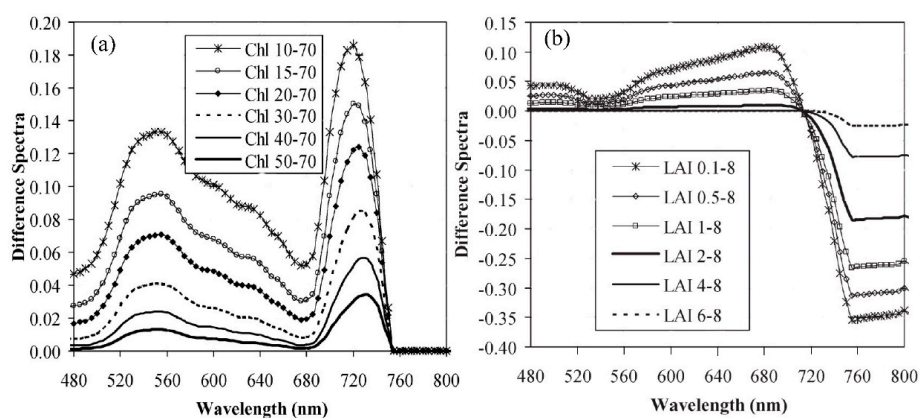 (a)
Difference Spectra
0.20
0.18
0.16
0.14
0.12
0.10
0.08
0.06
0.04
0.02
0.00
Chl 10-70
Chl 15-70
Chl 20-70
Chl 30-70
Chl 40-70
Chl 50-70
480 520 560 600 640 680 720 760 800
Wavelength (nm)
(b)
Difference Spectra
0.15
0.10
0.05
0.00
-0.05
-0.10
-0.15
-0.20
-0.25
-0.30
-0.35
-0.40
LAI 0.1-8
LAI 0.5-8
LAI 1-8
LAI 2-8
LAI 4-8
LAI 6-8
480 520 560 600 640 680 720 760 800
Wavelength (nm)